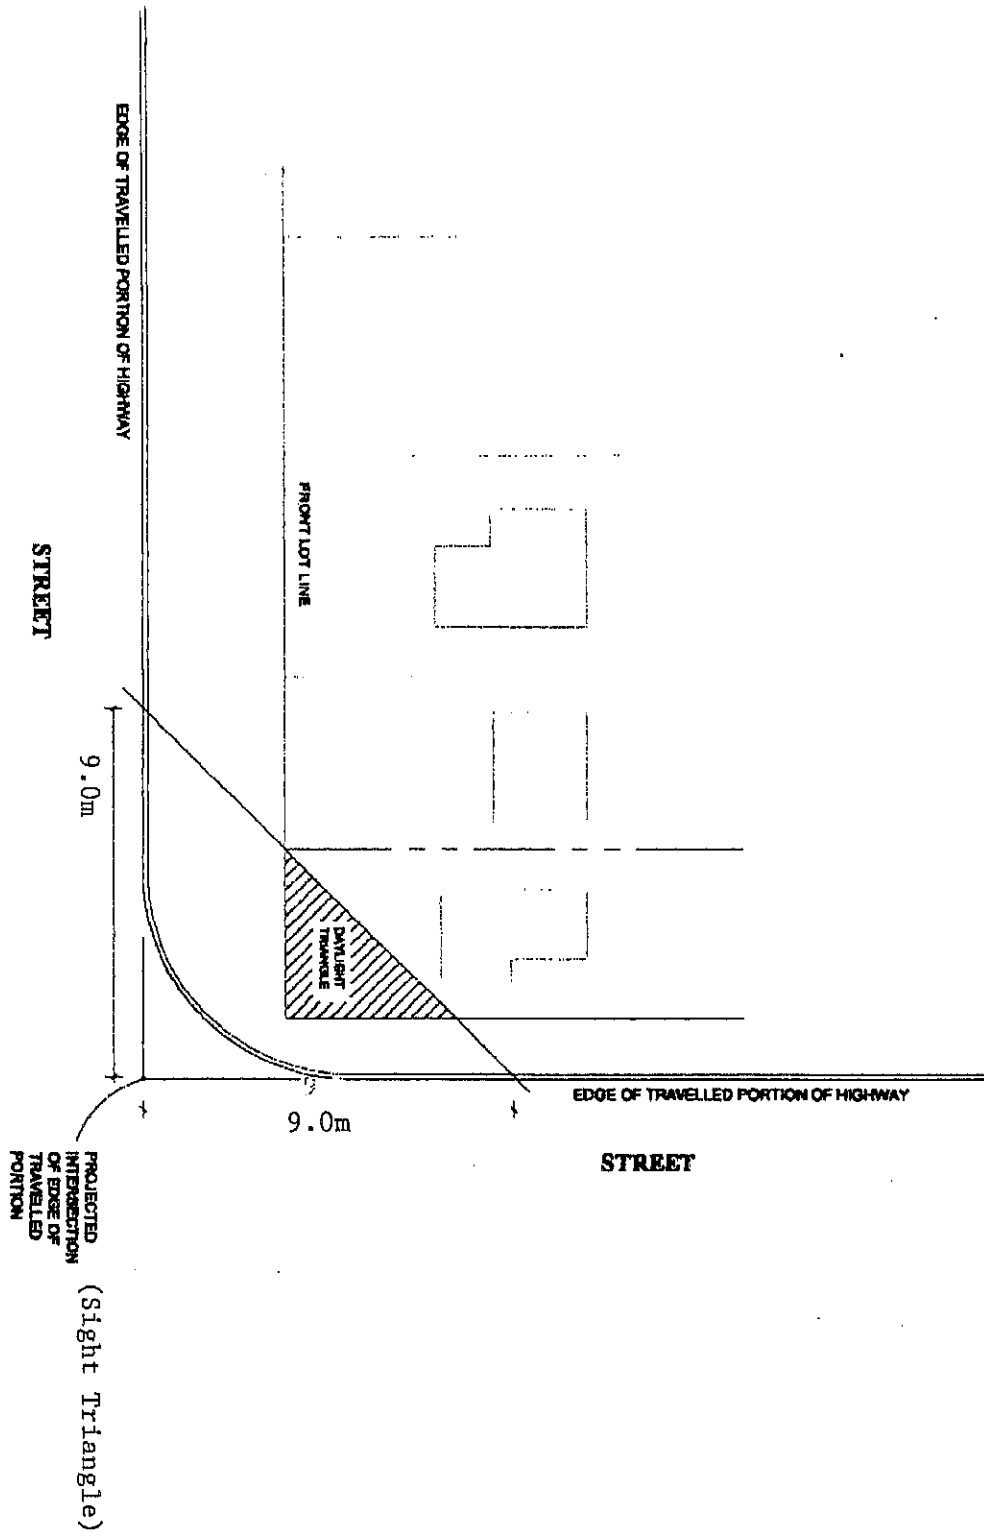 EDGE OF TRAVELLED PORTION OF HIGHWAY
STREET
FRONT LOT LINE
9.0m
DAYLIGHT
TRIANGLE
9.0m
EDGE OF TRAVELLED PORTION OF HIGHWAY
STREET
PROJECTED
INTERSECTION
OF EDGE OF
TRAVELLED
PORTION
(Sight Triangle)